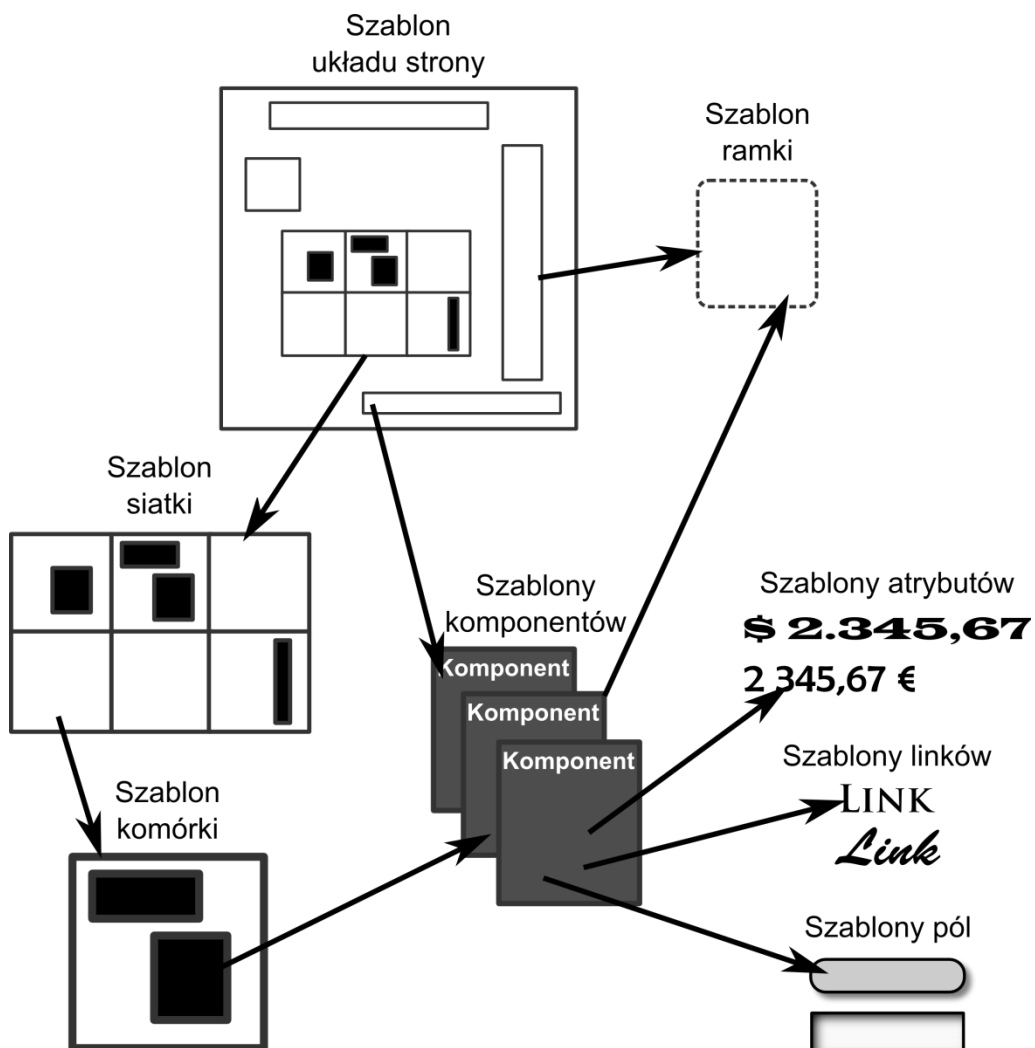 Szablon
układu strony
Szablon
ramki
Szablon
siatki
Szablony
komponentów
Szablony atrybutów
$ 2.345,67
2 345,67 €
Komponent
Komponent
Komponent
Szablony linków
LINK
Link
Szablon
komórki
Szablony pól